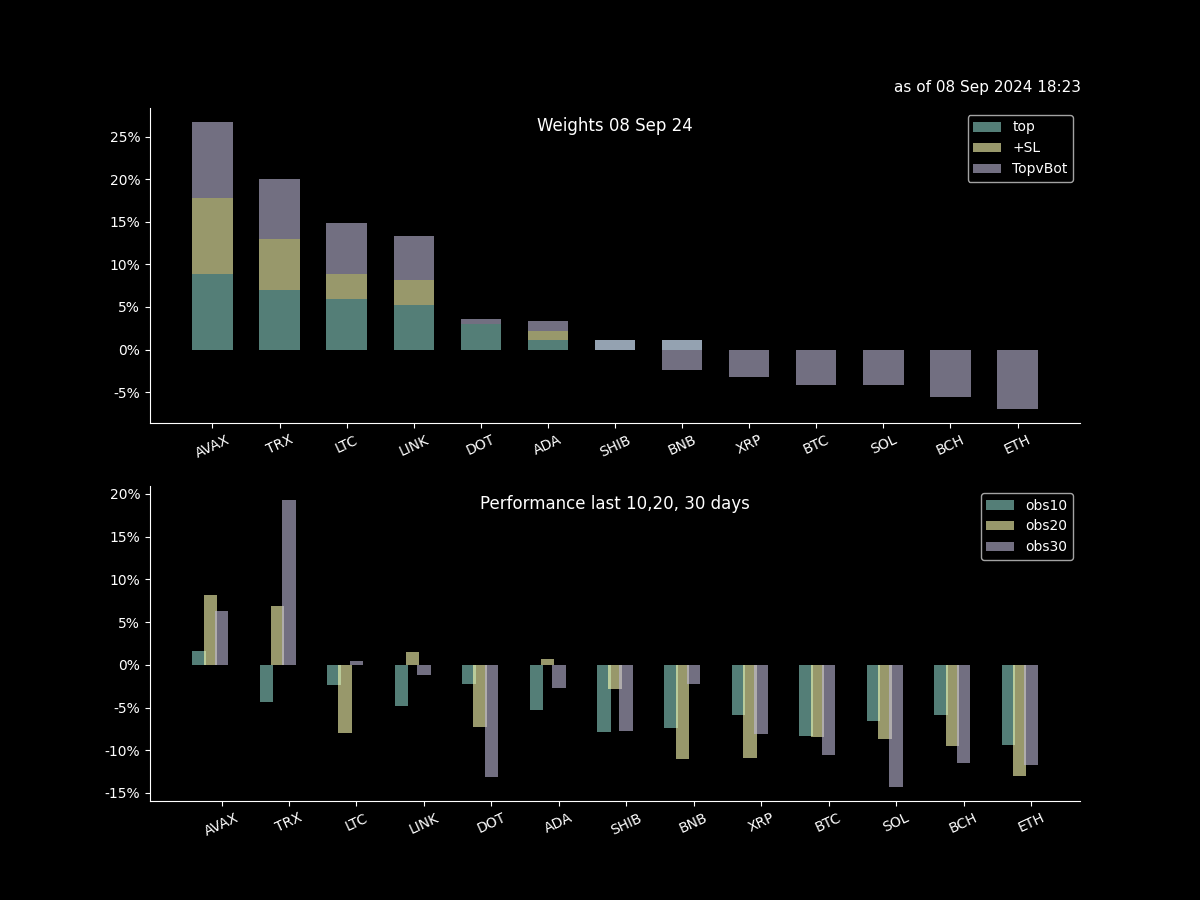 as of 08 Sep 2024 18:23
Weights 08 Sep 24
top
+SL
TopvBot
25%
20%
15%
10%
5%
0%
-5%
AVAX TRX LTC LINK DOT ADA SHIB BNB XRP BTC SOL BCH ETH
Performance last 10,20, 30 days
obs10
obs20
obs30
20%
15%
10%
5%
0%
-5%
-10%
-15%
AVAX TRX LTC LINK DOT ADA SHIB BNB XRP BTC SOL BCH ETH